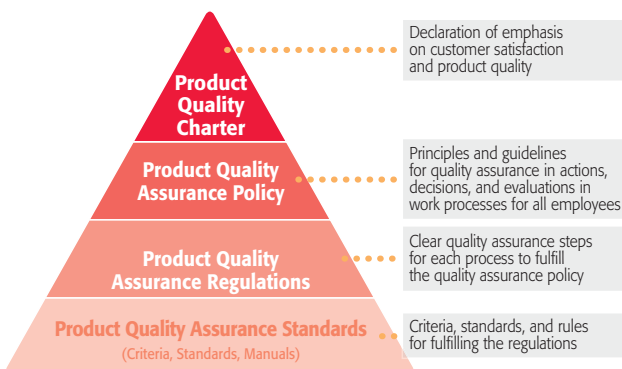 Product
Quality
Charter
Declaration of emphasis
on customer satisfaction
and product quality
Product Quality
Assurance Policy
Principles and guidelines
for quality assurance in actions,
decisions, and evaluations in
work processes for all employees
Product Quality
Assurance Regulations
Clear quality assurance steps
for each process to fulfill
the quality assurance policy
Product Quality Assurance Standards
(Criteria, Standards, Manuals)
Criteria, standards, and rules
for fulfilling the regulations